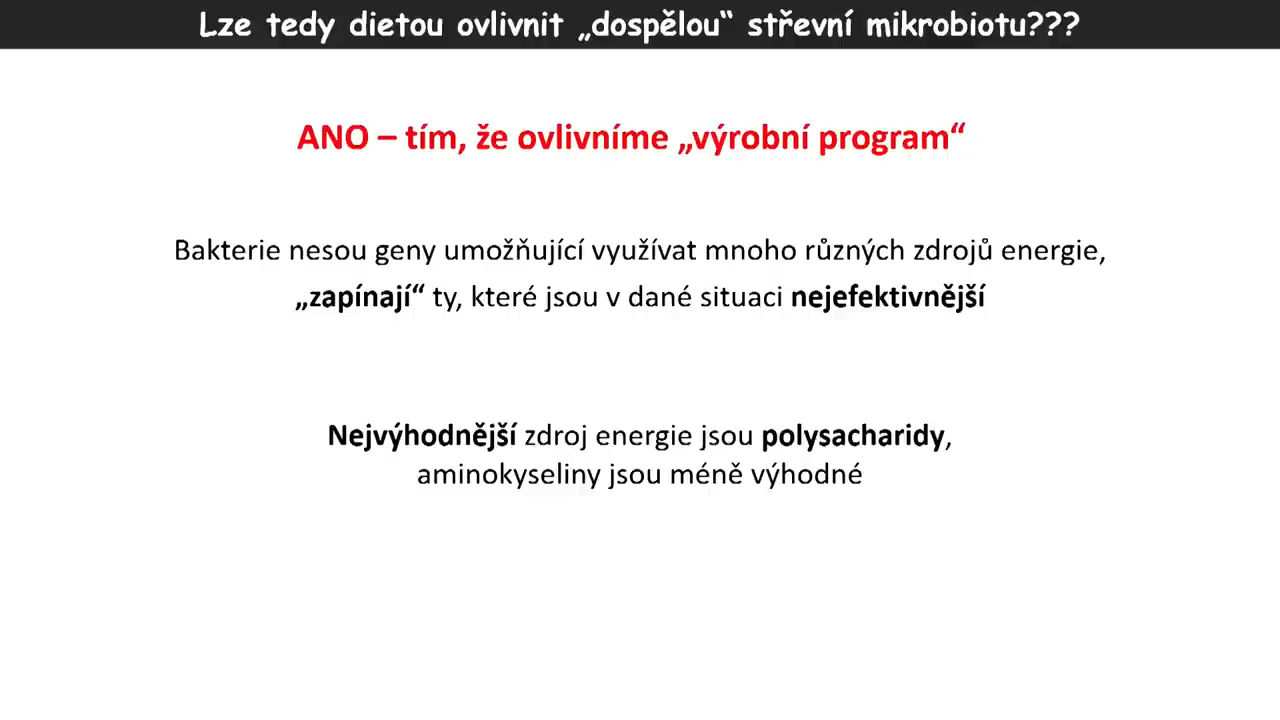 Lze tedy dietou ovlivnit „dospělou“ střevní mikrobiotu???
ANO – tím, že ovlivníme „výrobní program“
Bakterie nesou geny umožňující využívat mnoho různých zdrojů energie,
„zapínají“ ty, které jsou v dané situaci nejefektivnější
Nejvýhodnější zdroj energie jsou polysacharidy,
aminokyseliny jsou méně výhodné